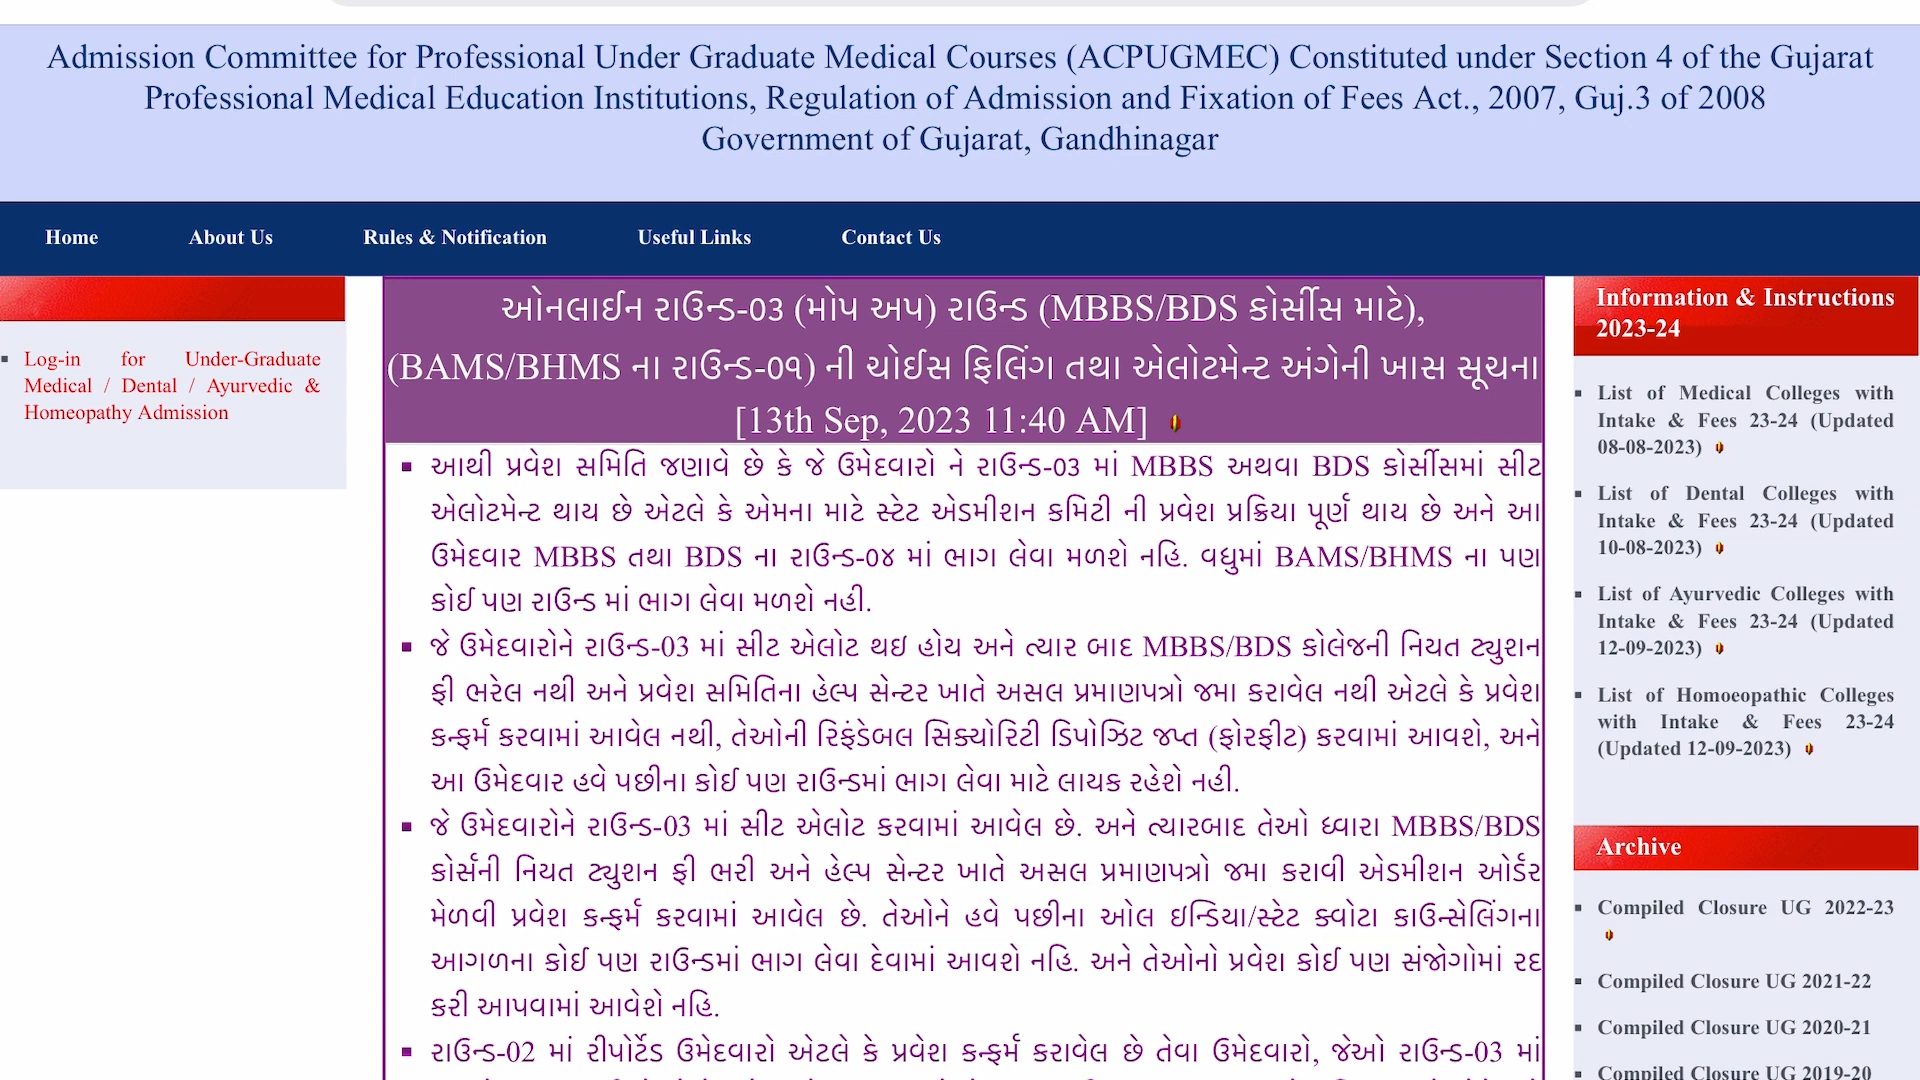 Admission Committee for Professional Under Graduate Medical Courses (ACPUGMEC) Constituted under Section 4 of the Gujarat
Professional Medical Education Institutions, Regulation of Admission and Fixation of Fees Act., 2007, Guj.3 of 2008
Government of Gujarat, Gandhinagar
Home About Us Rules & Notification Useful Links Contact Us
Log-in for Under-Graduate
Medical / Dental / Ayurvedic &
Homeopathy Admission
ઓનલાઈન રાઉન્ડ-૦૩ (મોપ અપ) રાઉન્ડ (MBBS/BDS કોર્સીસ માટે),
(BAMS/BHMS ના રાઉન્ડ-૦૧) ની ચોઈસ ફિલિંગ તથા એલોટમેન્ટ અંગેની ખાસ સૂચના
[13th Sep, 2023 11:40 AM]
આથી પ્રવેશ સમિતિ જણાવે છે કે જે ઉમેદવારો ને રાઉન્ડ-૦૩ માં MBBS અથવા BDS કોર્સીસમાં સીટ
એલોટમેન્ટ થાય છે એટલે કે એમના માટે સ્ટેટ એડમીશન કમિટી ની પ્રવેશ પ્રક્રિયા પૂર્ણ થાય છે અને આ
ઉમેદવાર MBBS તથા BDS ના રાઉન્ડ-૦૪ માં ભાગ લેવા મળશે નહિ. વધુમાં BAMS/BHMS ના પણ
કોઈ પણ રાઉન્ડ માં ભાગ લેવા મળશે નહી.
જે ઉમેદવારોને રાઉન્ડ-03 માં સીટ એલોટ થઇ હોય અને ત્યાર બાદ MBBS/BDS કોલેજની નિયત ટ્યુશન
ફી ભરેલ નથી અને પ્રવેશ સમિતિના હેલ્પ સેન્ટર ખાતે અસલ પ્રમાણપત્રો જમા કરાવેલ નથી એટલે કે પ્રવેશ
કન્ફર્મ કરવામાં આવેલ નથી, તેઓની રિફંડેબલ સિક્યોરિટી ડિપોઝિટ જપ્ત (ફોરફીટ) કરવામાં આવશે, અને
આ ઉમેદવાર હવે પછીના કોઈ પણ રાઉન્ડમાં ભાગ લેવા માટે લાયક રહેશે નહી.
જે ઉમેદવારોને રાઉન્ડ-03 માં સીટ એલોટ કરવામાં આવેલ છે. અને ત્યારબાદ તેઓ ધ્વારા MBBS/BDS
કોર્સની નિયત ટ્યુશન ફી ભરી અને હેલ્પ સેન્ટર ખાતે અસલ પ્રમાણપત્રો જમા કરાવી એડમીશન ઓર્ડર
મેળવી પ્રવેશ કન્ફર્મ કરવામાં આવેલ છે. તેઓને હવે પછીના ઓલ ઇન્ડિયા/સ્ટેટ ક્વોટા કાઉન્સેલિંગના
આગળના કોઈ પણ રાઉન્ડમાં ભાગ લેવા દેવામાં આવશે નહિ. અને તેઓનો પ્રવેશ કોઈ પણ સંજોગોમાં રદ
કરી આપવામાં આવેશે નહિ.
રાઉન્ડ-02 માં રીપોર્ટેડ ઉમેદવારો એટલે કે પ્રવેશ કન્ફર્મ કરાવેલ છે તેવા ઉમેદવારો, જેઓ રાઉન્ડ-03 માં
Information & Instructions
2023-24
List of Medical Colleges with
Intake & Fees 23-24 (Updated
08-08-2023)
List of Dental Colleges with
Intake & Fees 23-24 (Updated
10-08-2023)
List of Ayurvedic Colleges with
Intake & Fees 23-24 (Updated
12-09-2023)
List of Homoeopathic Colleges
with Intake & Fees 23-24
(Updated 12-09-2023)
Archive
Compiled Closure UG 2022-23
Compiled Closure UG 2021-22
Compiled Closure UG 2020-21
Compiled Closure UG 2019-20